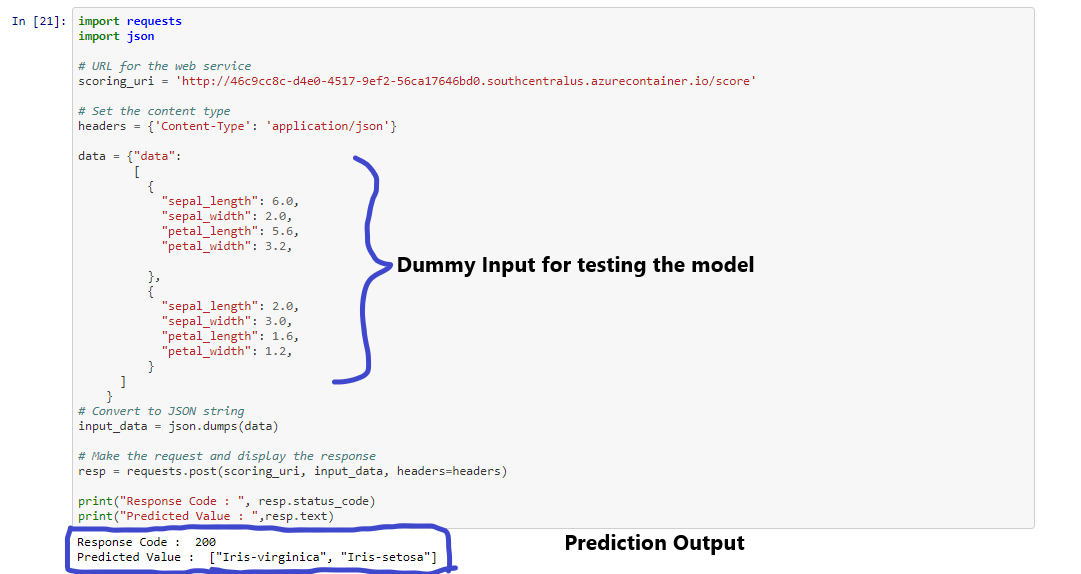 In [21]: import requests
import json
# URL for the web service
scoring_uri = 'http://46c9cc8c-d4e0-4517-9ef2-56ca17646bd0.southcentralus.azurecontainer.io/score'
# Set the content type
headers = {'Content-Type': 'application/json'}
data = {"data":
[
{
"sepal_length": 6.0,
"sepal_width": 2.0,
"petal_length": 5.6,
"petal_width": 3.2,
},
{
"sepal_length": 2.0,
"sepal_width": 3.0,
"petal_length": 1.6,
"petal_width": 1.2,
}
]
}
Dummy Input for testing the model
# Convert to JSON string
input_data = json.dumps(data)
# Make the request and display the response
resp = requests.post(scoring_uri, input_data, headers=headers)
print("Response Code : ", resp.status_code)
print("Predicted Value : ",resp.text)
Response Code :  200
Predicted Value :  ["Iris-virginica", "Iris-setosa"]
Prediction Output